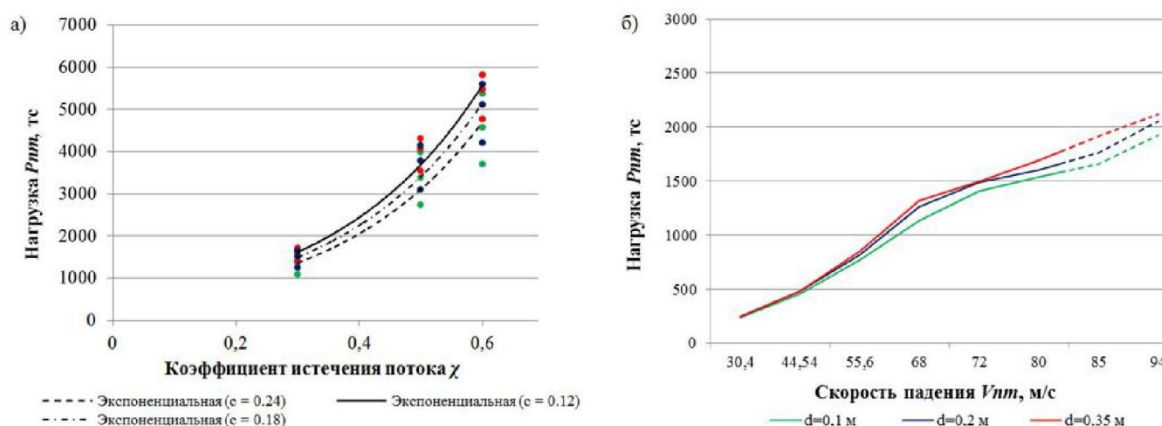 а)
7000
6000
5000
4000
3000
2000
1000
0
Нагрузка Pnm, тс
0 0,2 0,4 0,6
Коэффициент истечения потока χ
Экспоненциальная (с = 0.24) Экспоненциальная (с = 0.12)
Экспоненциальная (с = 0.18)
б)
3000
2500
2000
1500
1000
500
0
Нагрузка Pnm, тс
30,4 44,54 55,6 68 72 80 85 94
Скорость падения Vnm, м/с
d=0,1 м d=0,2 м d=0,35 м